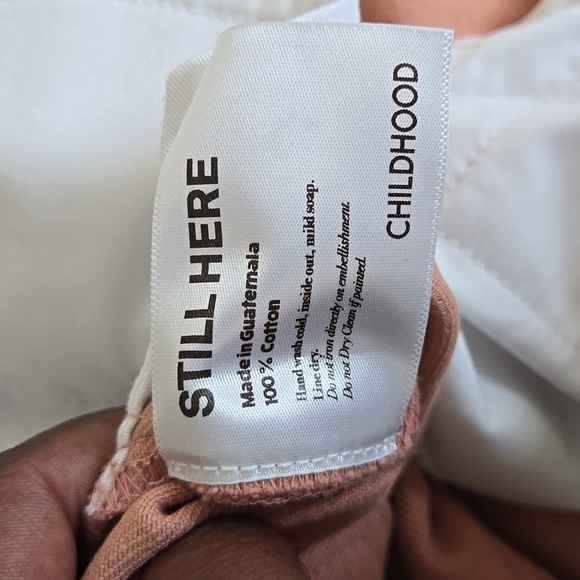 STILL HERE
Made in Guatemala
100% Cotton
Hand wash cold, inside out, mild soap.
Line dry.
Do not iron directly on embellishment.
Do not Dry Clean if painted.
CHILDHOOD